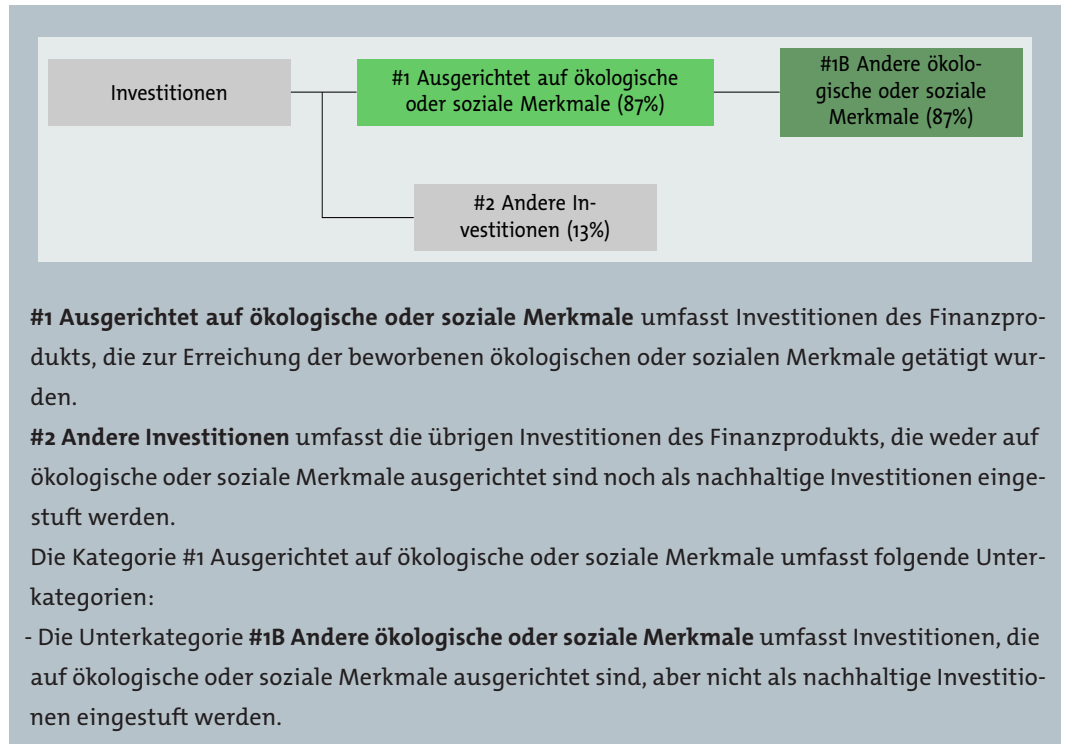 Investitionen
#1 Ausgerichtet auf ökologische
oder soziale Merkmale (87%)
#1B Andere ökolo-
gische oder soziale
Merkmale (87%)
#2 Andere In-
vestitionen (13%)
#1 Ausgerichtet auf ökologische oder soziale Merkmale umfasst Investitionen des Finanzpro-
dukts, die zur Erreichung der beworbenen ökologischen oder sozialen Merkmale getätigt wur-
den.
#2 Andere Investitionen umfasst die übrigen Investitionen des Finanzprodukts, die weder auf
ökologische oder soziale Merkmale ausgerichtet sind noch als nachhaltige Investitionen einge-
stuft werden.
Die Kategorie #1 Ausgerichtet auf ökologische oder soziale Merkmale umfasst folgende Unter-
kategorien:
- Die Unterkategorie #1B Andere ökologische oder soziale Merkmale umfasst Investitionen, die
auf ökologische oder soziale Merkmale ausgerichtet sind, aber nicht als nachhaltige Investitio-
nen eingestuft werden.